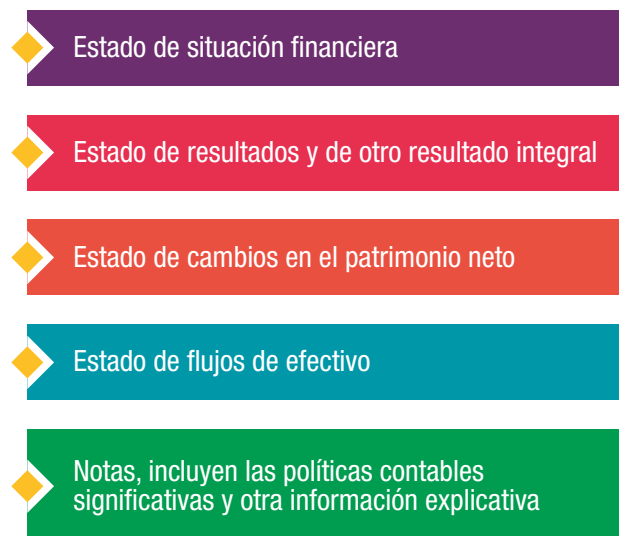 Estado de situación financiera
Estado de resultados y de otro resultado integral
Estado de cambios en el patrimonio neto
Estado de flujos de efectivo
Notas, incluyen las políticas contables
significativas y otra información explicativa